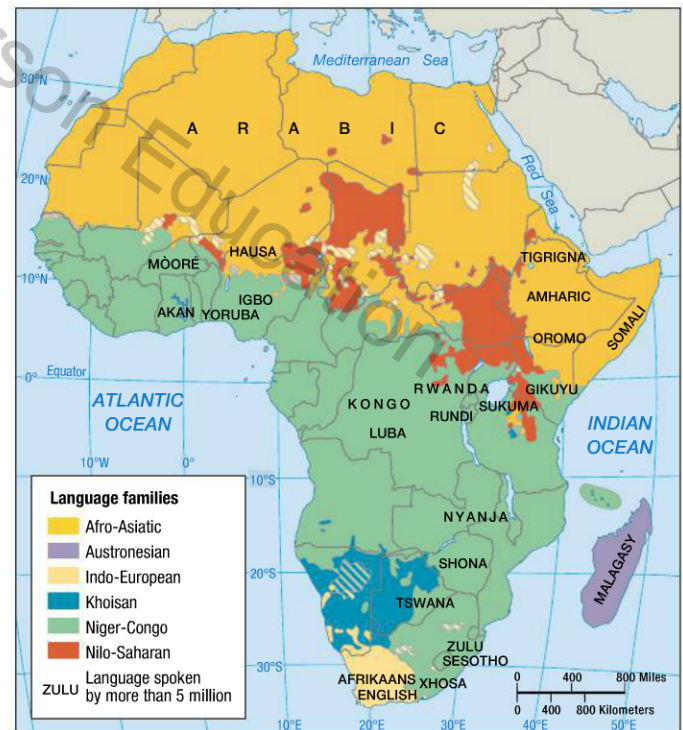 Mediterranean Sea
30°N
ARABIC
Red Sea
20°N
son Education
HAUSA
MÒORÉ
TIGRIGNA
10°N
IGBO
AMHARIC
AKAN
YORUBA
OROMO
SOMALI
0°
Equator
RWANDA
GIKUYU
ATLANTIC
OCEAN
KONGO
RUNDI
SUKUMA
INDIAN
OCEAN
LUBA
10°W
0°
10°S
NYANJA
Language families
Afro-Asiatic
Austronesian
Indo-European
Khoisan
Niger-Congo
Nilo-Saharan
ZULU
Language spoken
by more than 5 million
SHONA
MALAGASY
20°S
TSWANA
ZULU
SESOTHO
30°S
AFRIKAANS
ENGLISH
XHOSA
0 400 800 Miles
0 400 800 Kilometers
10°E
20°E
30°E
40°E
50°E